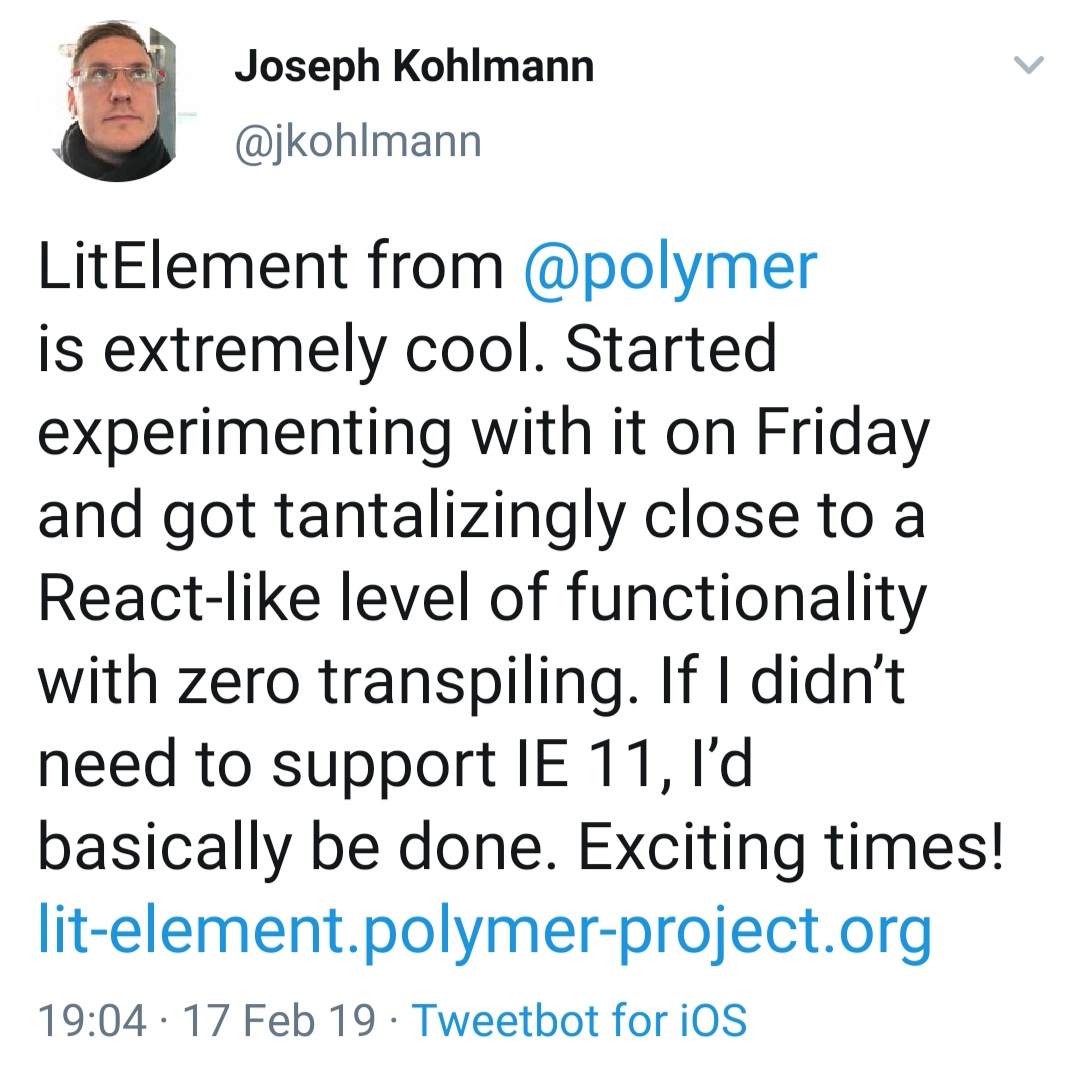 Joseph Kohlmann
@jkohlmann
LitElement from @polymer
is extremely cool. Started
experimenting with it on Friday
and got tantalizingly close to a
React-like level of functionality
with zero transpiling. If I didn’t
need to support IE 11, I’d
basically be done. Exciting times!
lit-element.polymer-project.org
19:04 · 17 Feb 19 · Tweetbot for iOS